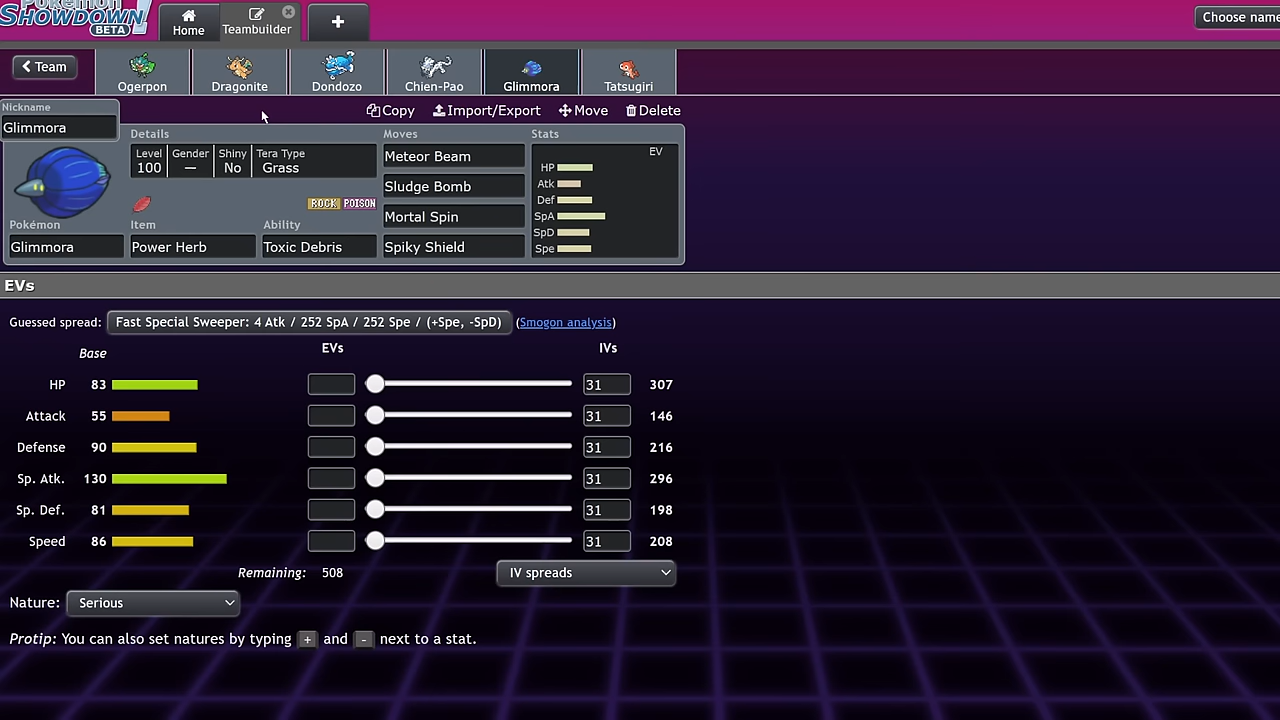 Pokémon
SHOWDOWN!
BETA
Home
Teambuilder
+
Choose name
Team
Ogerpon
Dragonite
Dondozo
Chien-Pao
Glimmora
Tatsugiri
Nickname
Glimmora
Copy
Import/Export
Move
Delete
Details
Level
100
Gender
—
Shiny
No
Tera Type
Grass
ROCK POISON
Pokémon
Glimmora
Item
Power Herb
Ability
Toxic Debris
Moves
Meteor Beam
Sludge Bomb
Mortal Spin
Spiky Shield
Stats
EV
HP
Atk
Def
SpA
SpD
Spe
EVs
Guessed spread: Fast Special Sweeper: 4 Atk / 252 SpA / 252 Spe / (+Spe, -SpD) (Smogon analysis)
Base EVs IVs
HP 83 31 307
Attack 55 31 146
Defense 90 31 216
Sp. Atk. 130 31 296
Sp. Def. 81 31 198
Speed 86 31 208
Remaining: 508 IV spreads
Nature: Serious
Protip: You can also set natures by typing + and - next to a stat.